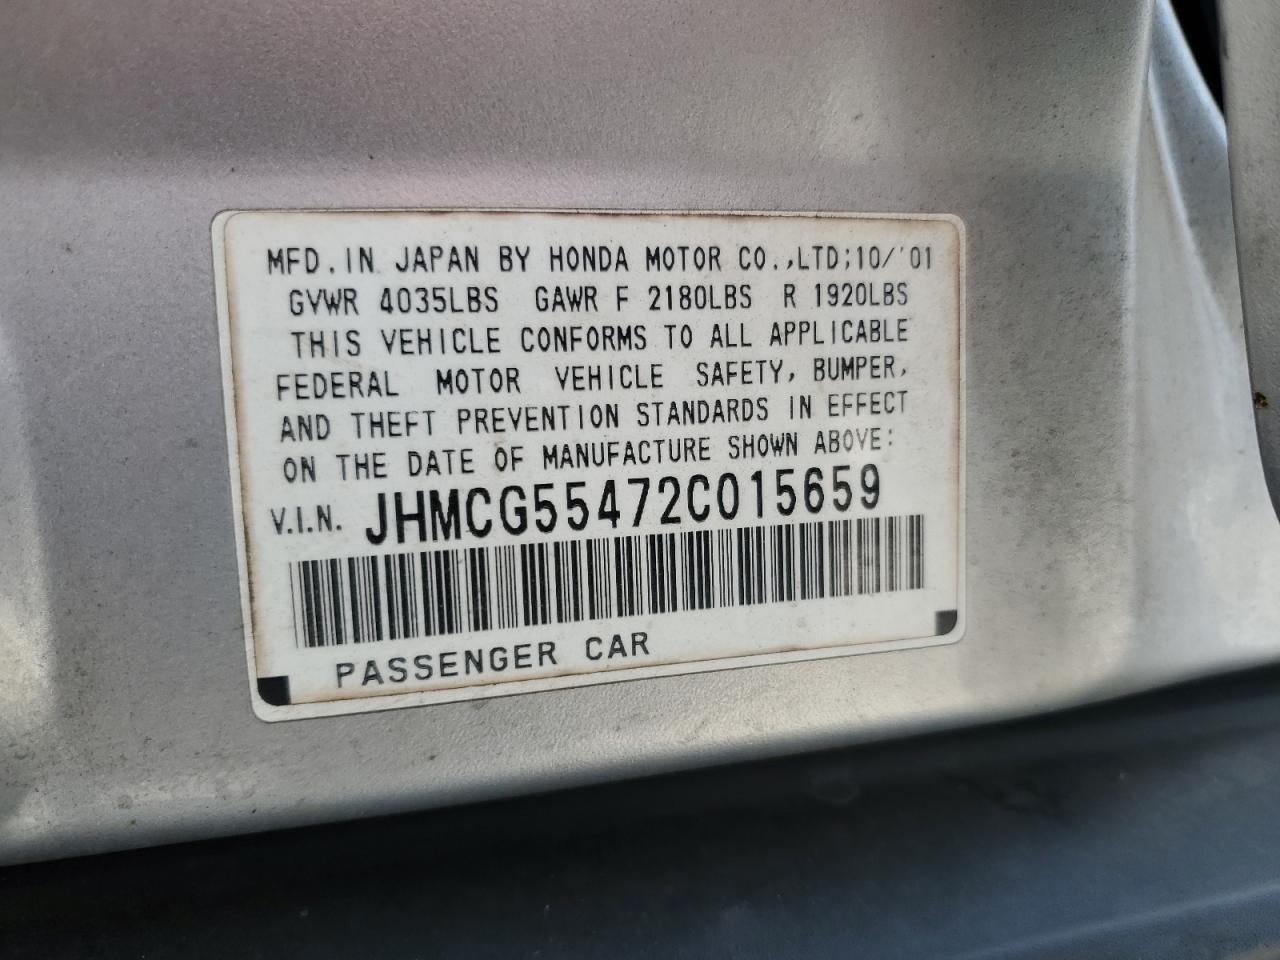 MFD. IN JAPAN BY HONDA MOTOR CO.,LTD;10/'01
GVWR 4035LBS GAWR F 2180LBS R 1920LBS
THIS VEHICLE CONFORMS TO ALL APPLICABLE
FEDERAL MOTOR VEHICLE SAFETY, BUMPER,
AND THEFT PREVENTION STANDARDS IN EFFECT
ON THE DATE OF MANUFACTURE SHOWN ABOVE:
V.I.N. JHMCG55472C015659
PASSENGER CAR